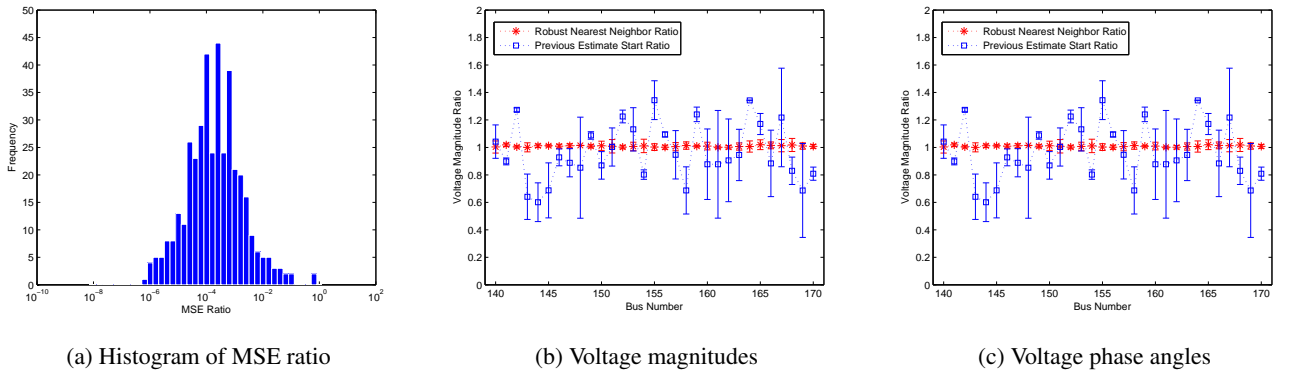 50
45
40
35
30
25
20
15
10
5
0
Frequency
10^−10 10^−8 10^−6 10^−4 10^−2 10^0 10^2
MSE Ratio
(a) Histogram of MSE ratio
2
1.8
1.6
1.4
1.2
1
0.8
0.6
0.4
0.2
0
Voltage Magnitude Ratio
Robust Nearest Neighbor Ratio
Previous Estimate Start Ratio
140 145 150 155 160 165 170
Bus Number
(b) Voltage magnitudes
2
1.8
1.6
1.4
1.2
1
0.8
0.6
0.4
0.2
0
Voltage Magnitude Ratio
Robust Nearest Neighbor Ratio
Previous Estimate Start Ratio
140 145 150 155 160 165 170
Bus Number
(c) Voltage phase angles